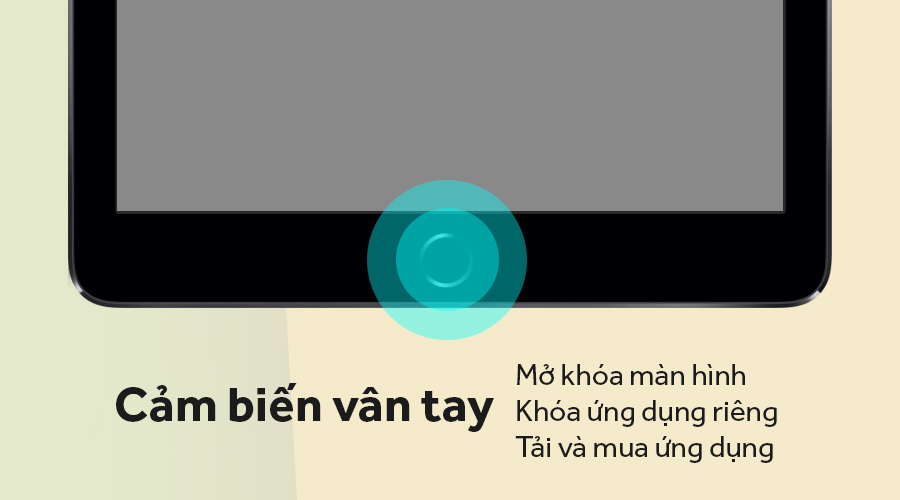 Cảm biến vân tay
Mở khóa màn hình
Khóa ứng dụng riêng
Tải và mua ứng dụng